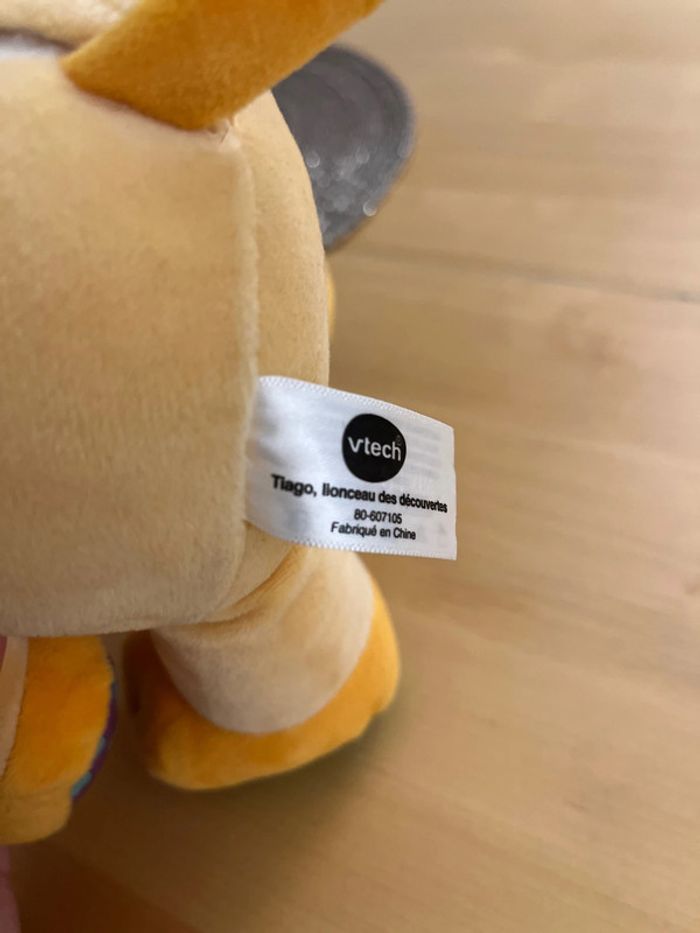 vtech
Tiago, lionceau des découvertes
80-607105
Fabriqué en Chine